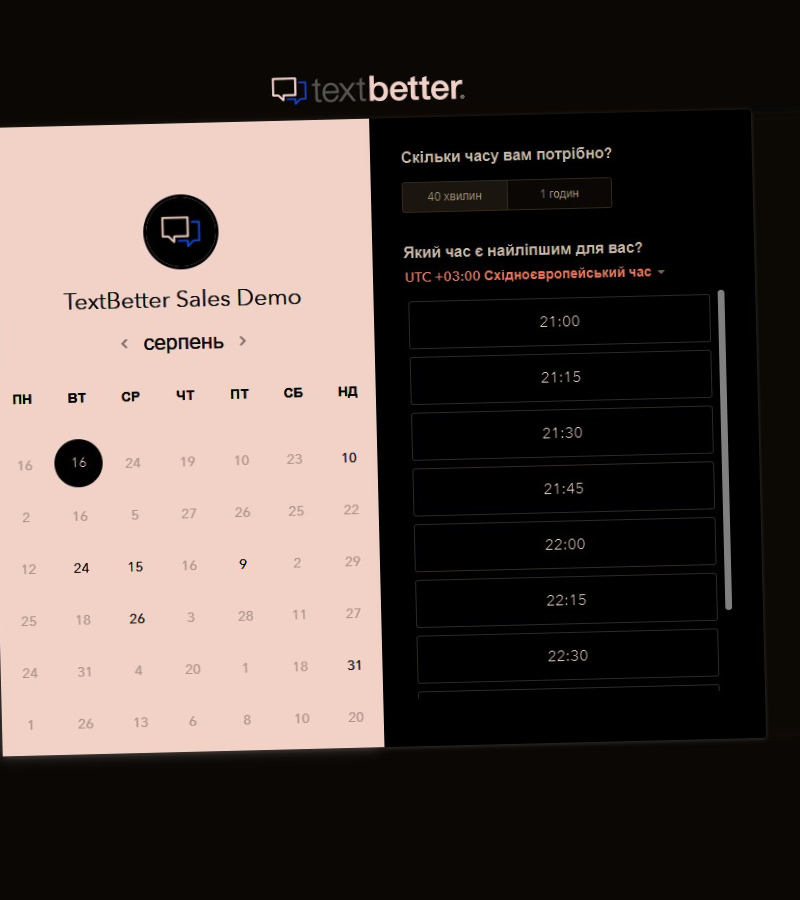 textbetter.
TextBetter Sales Demo
серпень
ПН ВТ СР ЧТ ПТ СБ НД
16 16 24 19 10 23 10
2 16 5 27 26 25 22
12 24 15 16 9 2 29
25 18 26 3 28 11 27
24 31 4 20 1 18 31
1 26 13 6 8 10 20
Скільки часу вам потрібно?
40 хвилин 1 годин
Який час є найліпшим для вас?
UTC +03:00 Східноєвропейський час
21:00
21:15
21:30
21:45
22:00
22:15
22:30